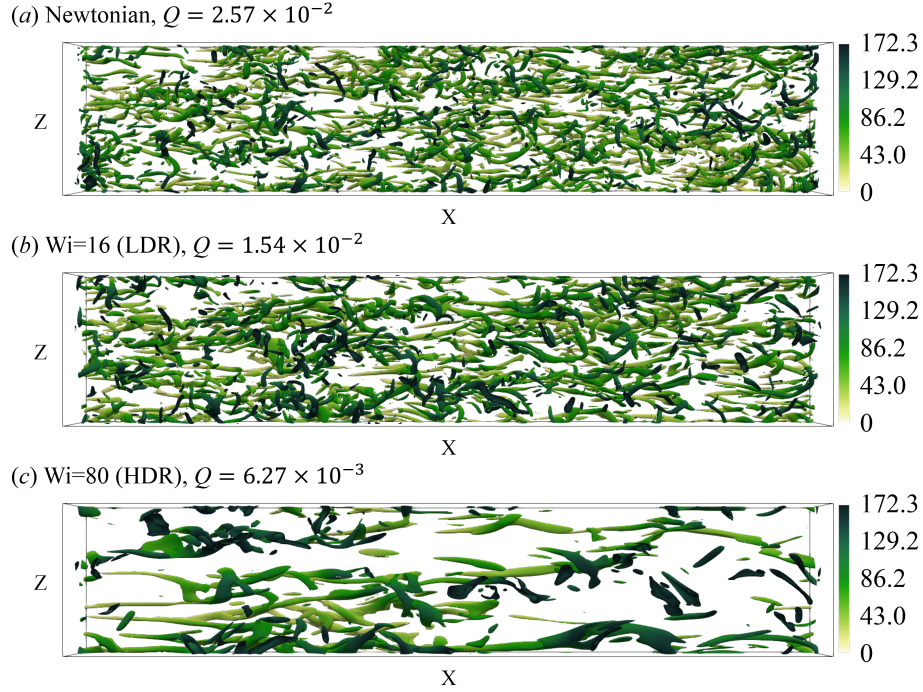 (a) Newtonian, Q = 2.57 × 10⁻²
172.3
129.2
86.2
43.0
0
Z
X
(b) Wi=16 (LDR), Q = 1.54 × 10⁻²
172.3
129.2
86.2
43.0
0
Z
X
(c) Wi=80 (HDR), Q = 6.27 × 10⁻³
172.3
129.2
86.2
43.0
0
Z
X